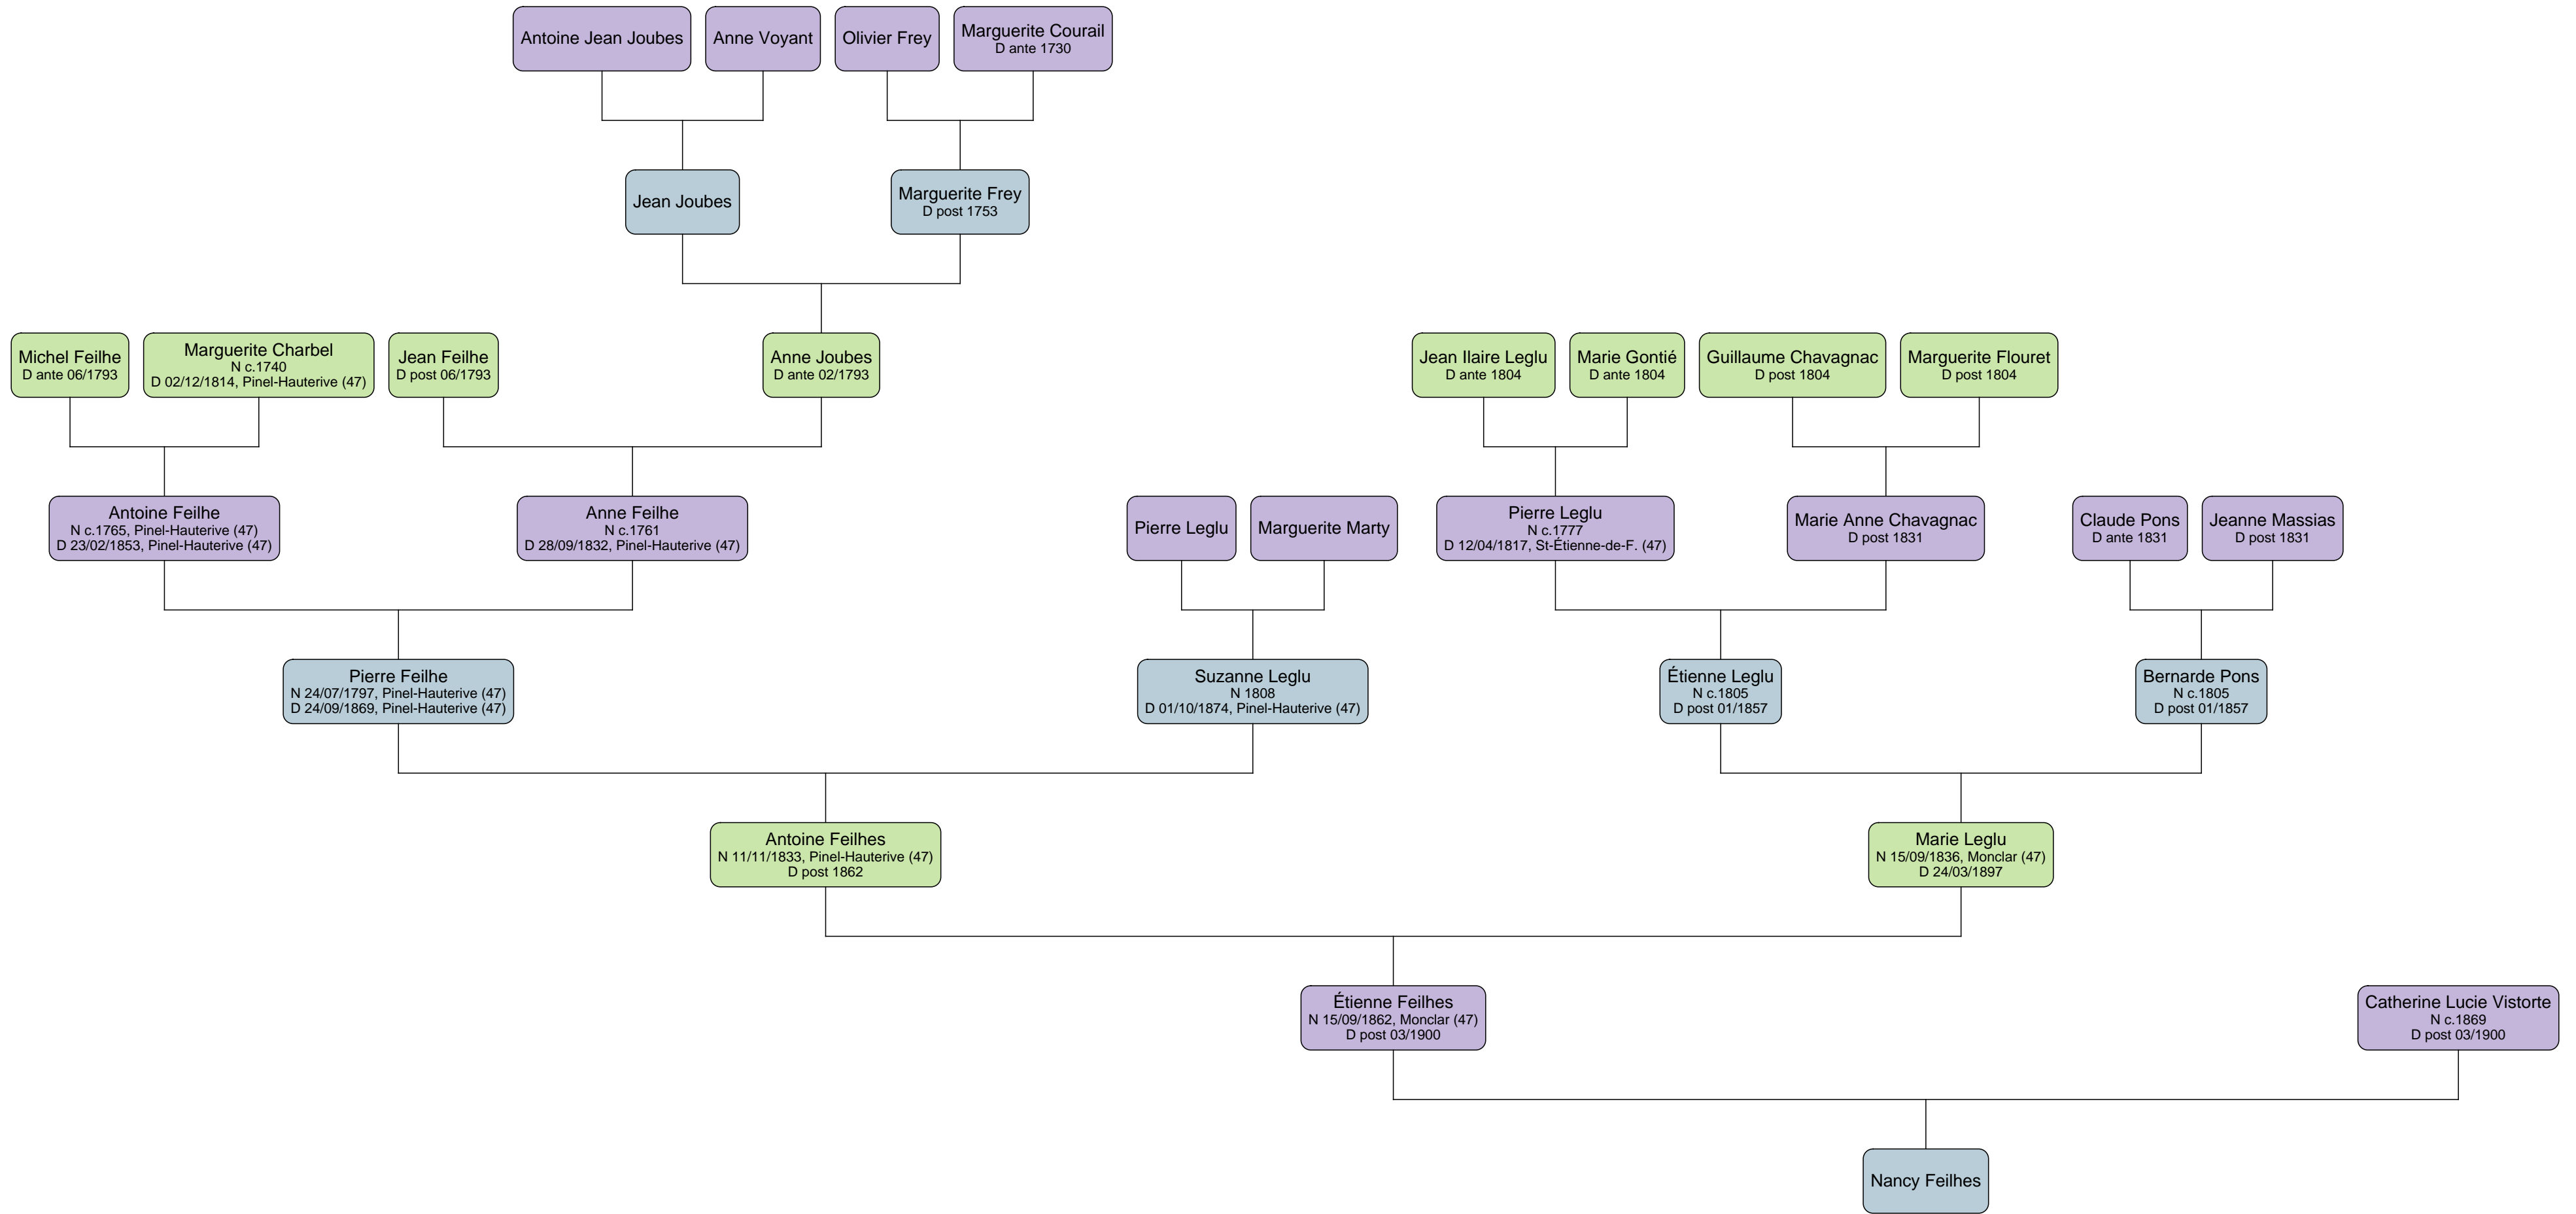 Antoine Jean Joubes
Anne Voyant
Olivier Frey
Marguerite Courail
D ante 1730
Jean Joubes
Marguerite Frey
D post 1753
Michel Feilhe
D ante 06/1793
Marguerite Charbel
N c.1740
D 02/12/1814, Pinel-Hauterive (47)
Jean Feilhe
D post 06/1793
Anne Joubes
D ante 02/1793
Jean Ilaire Leglu
D ante 1804
Marie Gontié
D ante 1804
Guillaume Chavagnac
D post 1804
Marguerite Flouret
D post 1804
Antoine Feilhe
N c.1765, Pinel-Hauterive (47)
D 23/02/1853, Pinel-Hauterive (47)
Anne Feilhe
N c.1761
D 28/09/1832, Pinel-Hauterive (47)
Pierre Leglu
Marguerite Marty
Pierre Leglu
N c.1777
D 12/04/1817, St-Étienne-de-F. (47)
Marie Anne Chavagnac
D post 1831
Claude Pons
D ante 1831
Jeanne Massias
D post 1831
Pierre Feilhe
N 24/07/1797, Pinel-Hauterive (47)
D 24/09/1869, Pinel-Hauterive (47)
Suzanne Leglu
N 1808
D 01/10/1874, Pinel-Hauterive (47)
Étienne Leglu
N c.1805
D post 01/1857
Bernarde Pons
N c.1805
D post 01/1857
Antoine Feilhes
N 11/11/1833, Pinel-Hauterive (47)
D post 1862
Marie Leglu
N 15/09/1836, Monclar (47)
D 24/03/1897
Étienne Feilhes
N 15/09/1862, Monclar (47)
D post 03/1900
Catherine Lucie Vistorte
N c.1869
D post 03/1900
Nancy Feilhes